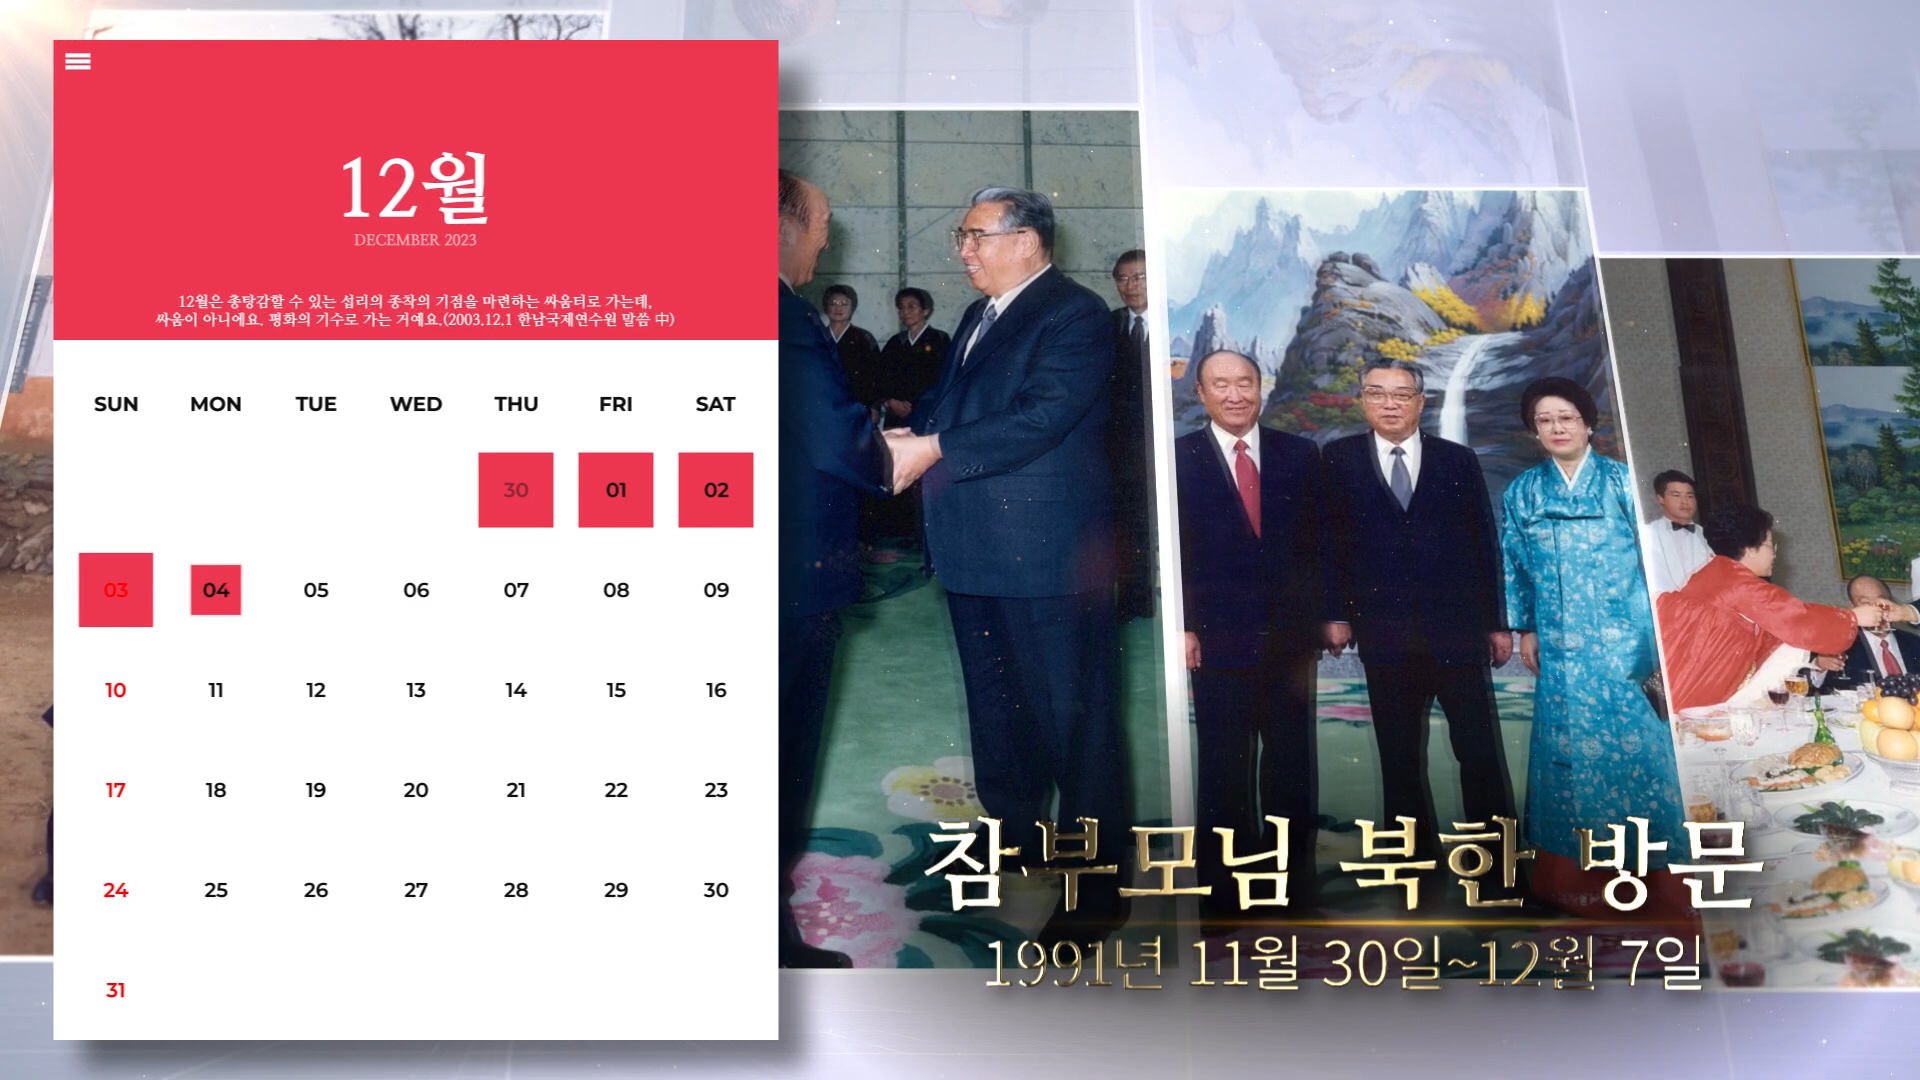 12월
DECEMBER 2023
12월은 총탕감할 수 있는 섭리의 종착의 기점을 마련하는 싸움터로 가는데,
싸움이 아니에요. 평화의 기수로 가는 거예요.(2003.12.1 한남국제연수원 말씀 中)
SUN MON TUE WED THU FRI SAT
30 01 02
03 04 05 06 07 08 09
10 11 12 13 14 15 16
17 18 19 20 21 22 23
24 25 26 27 28 29 30
31
참부모님 북한 방문
1991년 11월 30일~12월 7일